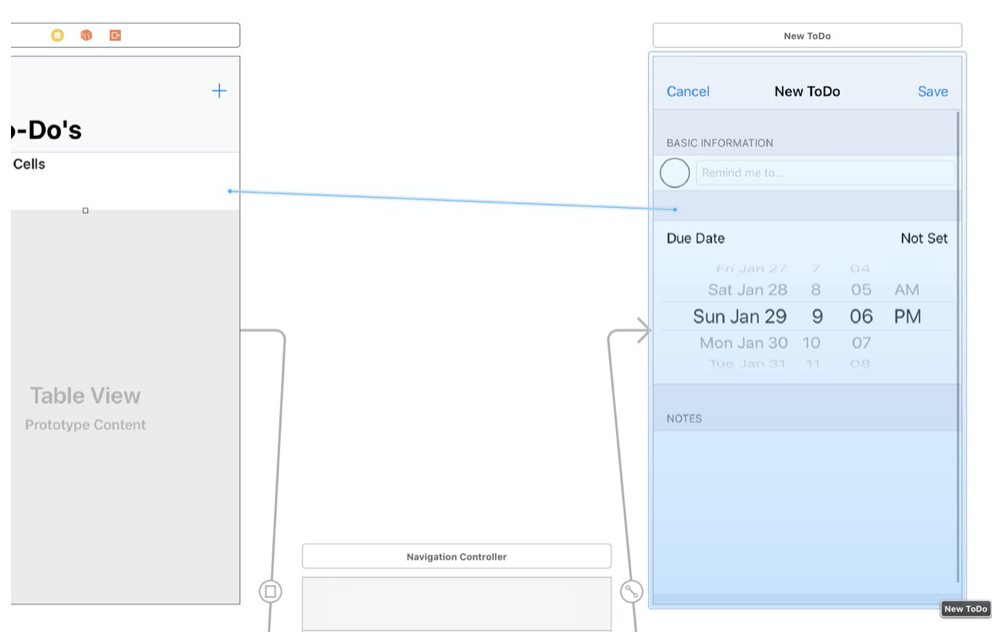 New ToDo
Cancel New ToDo Save
-Do's
Cells
BASIC INFORMATION
Remind me to...
Due Date Not Set
Fri Jan 27 7 04
Sat Jan 28 8 05 AM
Sun Jan 29 9 06 PM
Mon Jan 30 10 07
Tue Jan 31 11 08
Table View
Prototype Content
NOTES
Navigation Controller
New ToDo